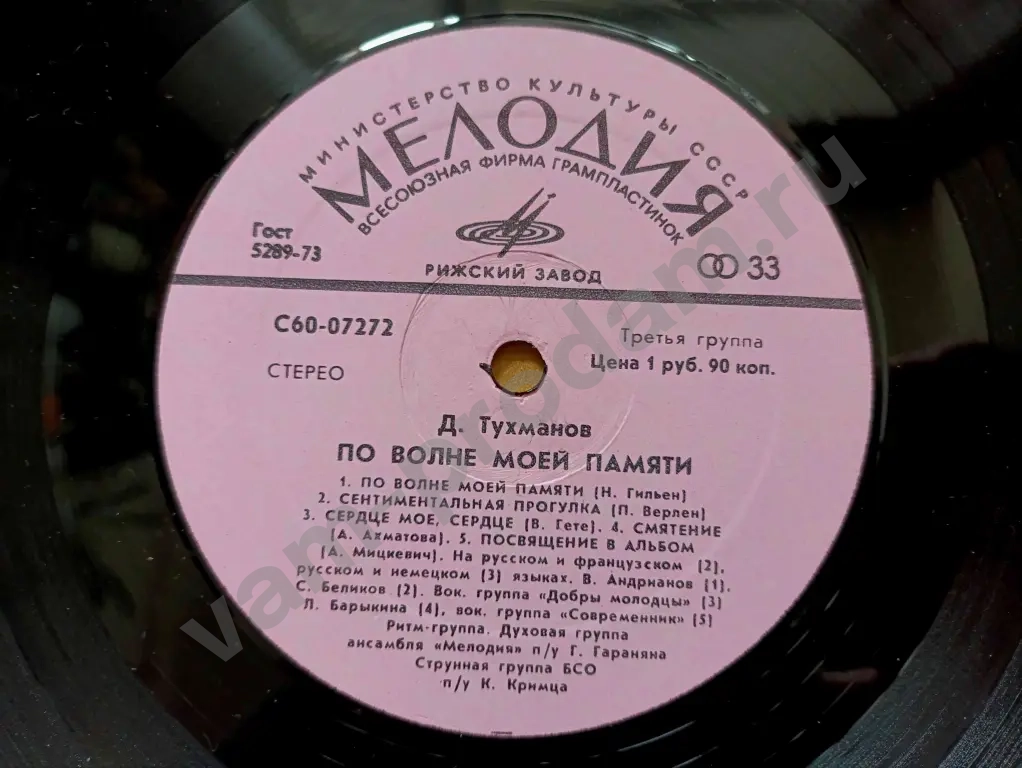 МИНИСТЕРСТВО КУЛЬТУРЫ СССР
МЕЛОДИЯ
ВСЕСОЮЗНАЯ ФИРМА ГРАМПЛАСТИНОК
Гост
5289-73
РИЖСКИЙ ЗАВОД
33
С60-07272
СТЕРЕО
Третья группа
Цена 1 руб. 90 коп.
Д. Тухманов
ПО ВОЛНЕ МОЕЙ ПАМЯТИ
1. ПО ВОЛНЕ МОЕЙ ПАМЯТИ (Н. Гильен)
2. СЕНТИМЕНТАЛЬНАЯ ПРОГУЛКА (П. Верлен)
3. СЕРДЦЕ МОЕ, СЕРДЦЕ (В. Гете). 4. СМЯТЕНИЕ
(А. Ахматова). 5. ПОСВЯЩЕНИЕ В АЛЬБОМ
(А. Мицкевич). На русском и французском (2),
русском и немецком (3) языках. В. Андрианов (1).
С. Беликов (2). Вок. группа «Добры молодцы» (3)
Л. Барыкина (4), вок. группа «Современник» (5)
Ритм-группа. Духовая группа
ансамбля «Мелодия» п/у Г. Гараняна
Струнная группа БСО
п/у К. Кримца
vamprodam.ru